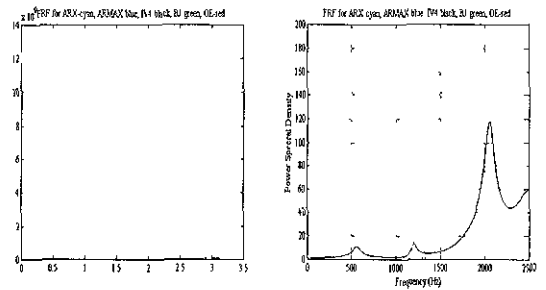 x 10
FRF for ARX-cyan, ARMAX blue, IV4 black, BJ green, OE-red
14
12
10
8
6
4
2
0
0 0.5 1 1.5 2 2.5 3 3.5
FRF for ARX cyan, ARMAX blue IV4 black, BJ green, OE-red
200
180
160
140
120
100
80
60
40
20
0
Power Spectral Density
0 500 1000 1500 2000 2500
Frequency (Hz)